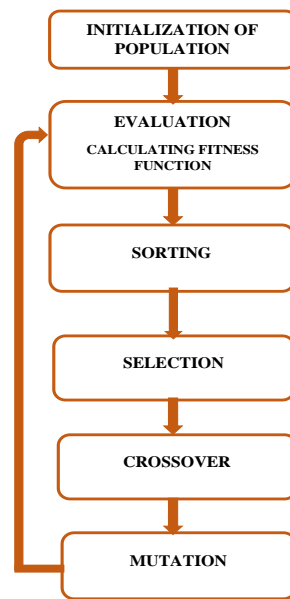 INITIALIZATION OF
POPULATION
EVALUATION
CALCULATING FITNESS
FUNCTION
SORTING
SELECTION
CROSSOVER
MUTATION